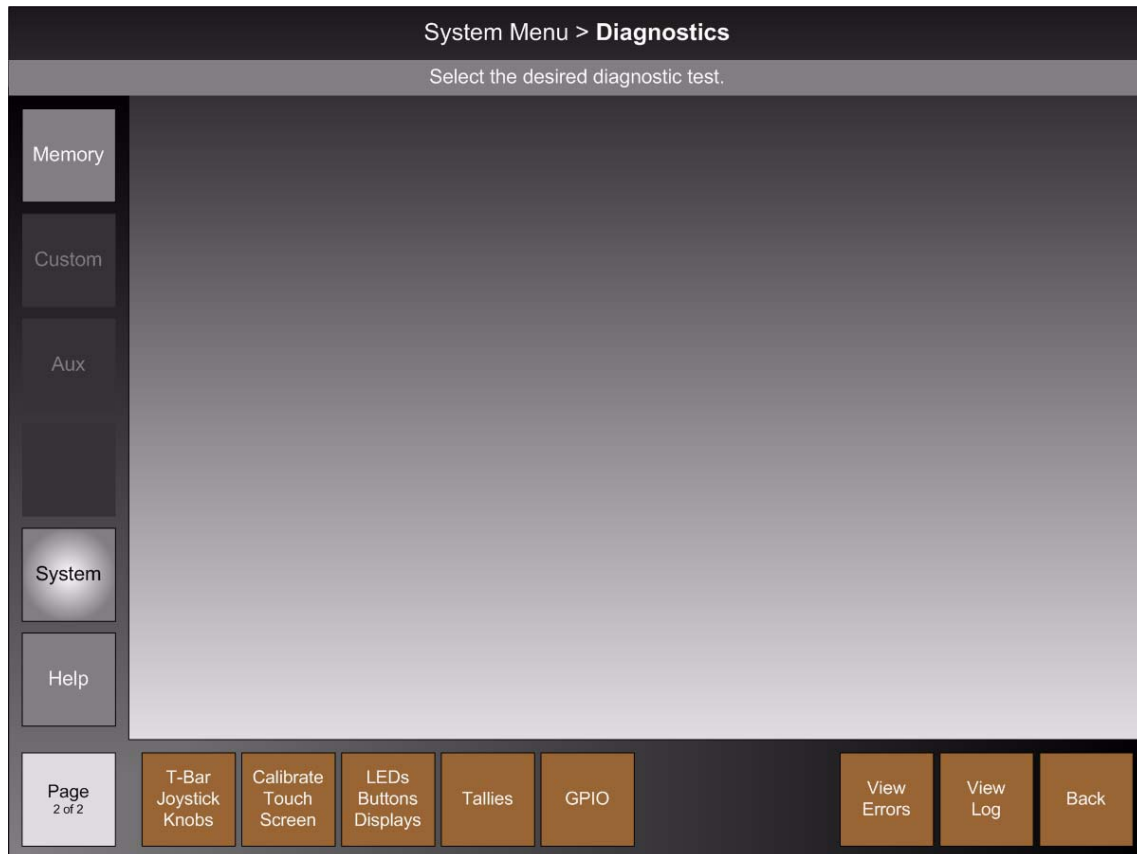 System Menu > Diagnostics
Select the desired diagnostic test.
Memory
Custom
Aux
System
Help
Page
2 of 2
T-Bar
Joystick
Knobs
Calibrate
Touch
Screen
LEDs
Buttons
Displays
Tallies
GPIO
View
Errors
View
Log
Back